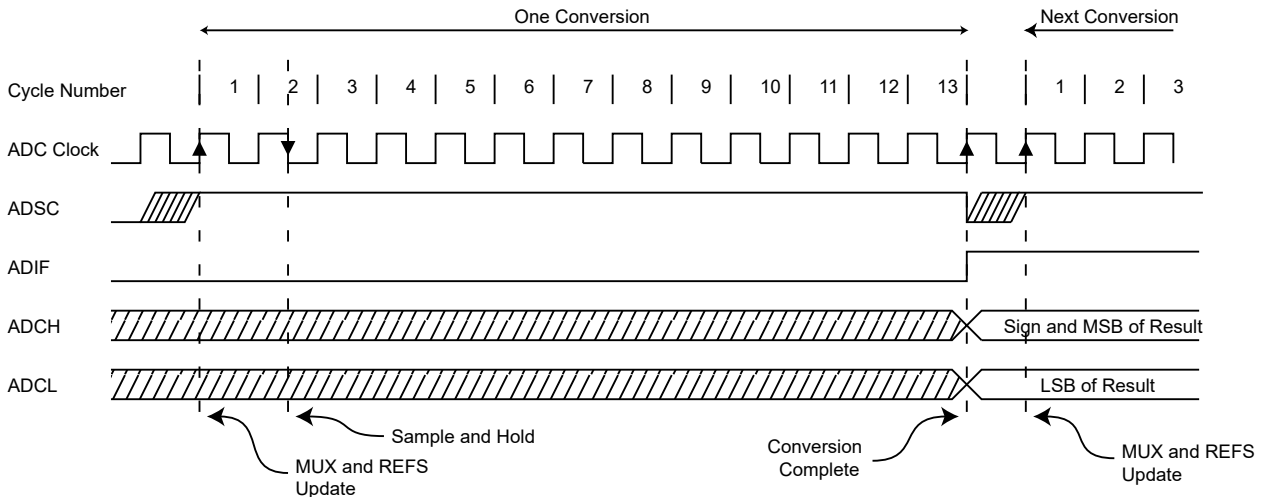 One Conversion
Next Conversion
Cycle Number
1 2 3 4 5 6 7 8 9 10 11 12 13 1 2 3
ADC Clock
ADSC
ADIF
ADCH
Sign and MSB of Result
ADCL
LSB of Result
Sample and Hold
MUX and REFS
Update
Conversion
Complete
MUX and REFS
Update